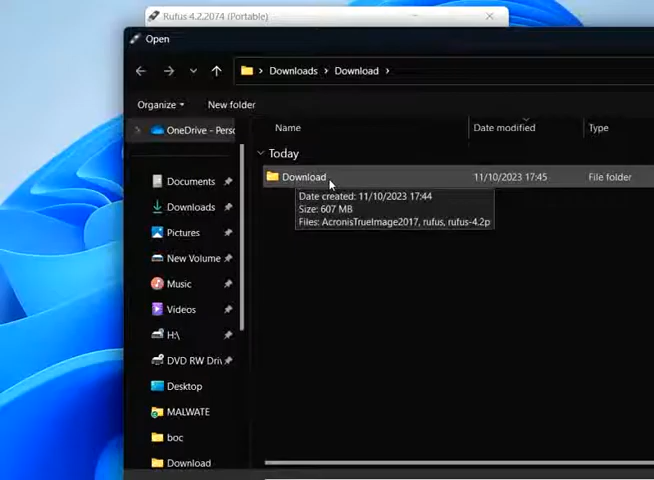 Rufus 4.2.2074 (Portable)
Open
Downloads > Download >
Organize
New folder
OneDrive - Perso
Name
Date modified
Type
Today
Documents
Download
11/10/2023 17:45
File folder
Date created: 11/10/2023 17:44
Downloads
Size: 607 MB
Files: AcronisTrueImage2017, rufus, rufus-4.2p
Pictures
New Volume
Music
Videos
H:\
DVD RW Driv
Desktop
MALWATE
boc
Download